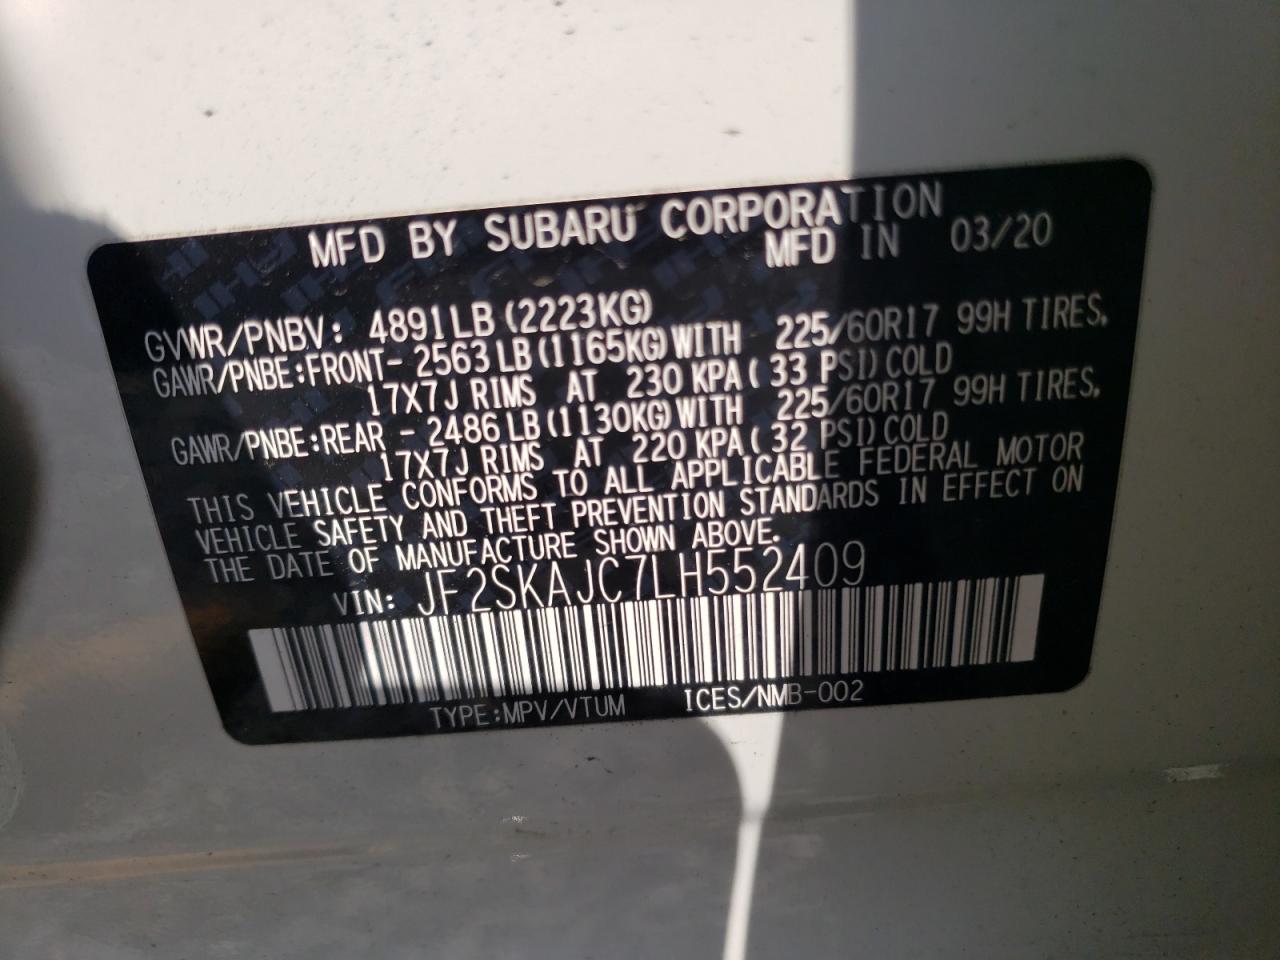 MFD BY SUBARU CORPORATION
MFD IN 03/20
GVWR/PNBV: 4891LB (2223KG)
GAWR/PNBE:FRONT- 2563 LB (1165KG) WITH 225/60R17 99H TIRES,
17X7J RIMS AT 230 KPA ( 33 PSI) COLD
GAWR/PNBE:REAR - 2486 LB (1130KG) WITH 225/60R17 99H TIRES,
17X7J RIMS AT 220 KPA ( 32 PSI) COLD
THIS VEHICLE CONFORMS TO ALL APPLICABLE FEDERAL MOTOR
VEHICLE SAFETY AND THEFT PREVENTION STANDARDS IN EFFECT ON
THE DATE OF MANUFACTURE SHOWN ABOVE.
VIN: JF2SKAJC7LH552409
TYPE:MPV/VTUM ICES/NMB-002